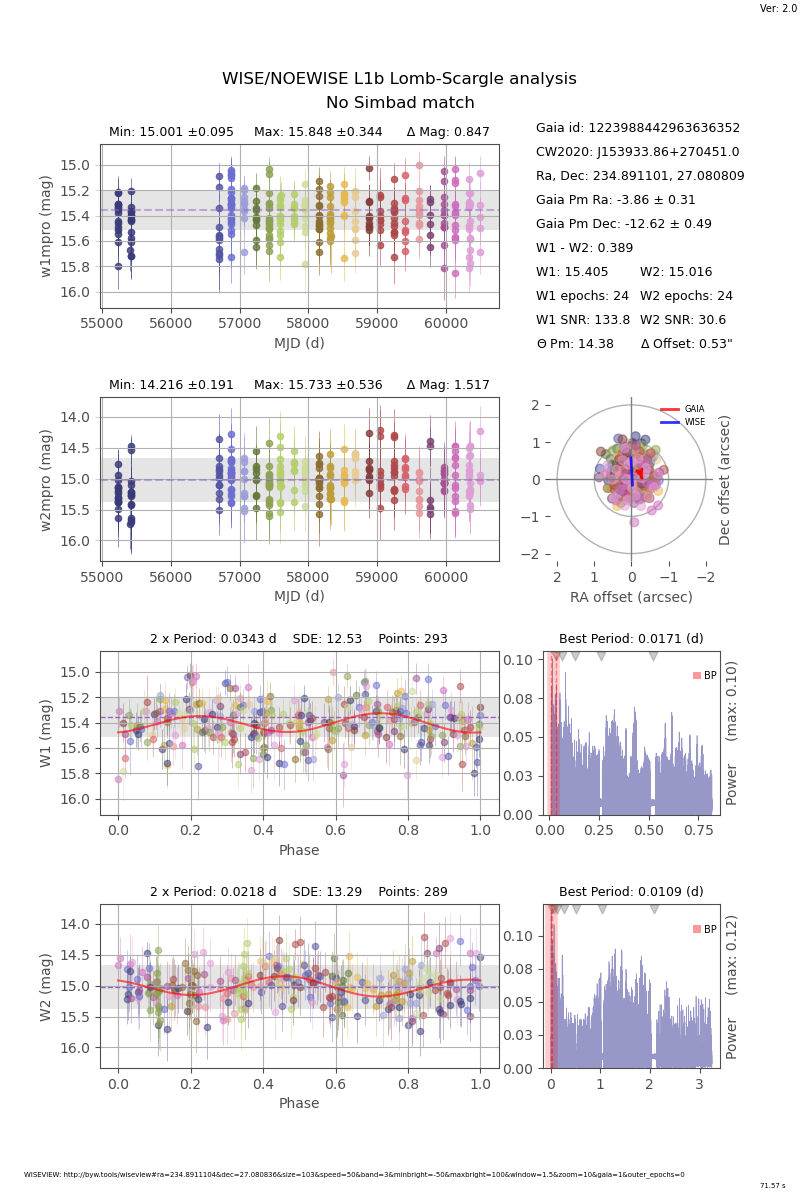 Ver: 2.0
WISE/NOEWISE L1b Lomb-Scargle analysis
No Simbad match
Min: 15.001 ±0.095 Max: 15.848 ±0.344 Δ Mag: 0.847
15.0
15.2
15.4
15.6
15.8
16.0
w1mpro (mag)
55000 56000 57000 58000 59000 60000
MJD (d)
Gaia id: 1223988442963636352
CW2020: J153933.86+270451.0
Ra, Dec: 234.891101, 27.080809
Gaia Pm Ra: -3.86 ± 0.31
Gaia Pm Dec: -12.62 ± 0.49
W1 - W2: 0.389
W1: 15.405 W2: 15.016
W1 epochs: 24 W2 epochs: 24
W1 SNR: 133.8 W2 SNR: 30.6
Θ Pm: 14.38 Δ Offset: 0.53"
Min: 14.216 ±0.191 Max: 15.733 ±0.536 Δ Mag: 1.517
14.0
14.5
15.0
15.5
16.0
w2mpro (mag)
55000 56000 57000 58000 59000 60000
MJD (d)
GAIA
WISE
2
1
0
−1
−2
Dec offset (arcsec)
2 1 0 −1 −2
RA offset (arcsec)
2 x Period: 0.0343 d SDE: 12.53 Points: 293
15.0
15.2
15.4
15.6
15.8
16.0
W1 (mag)
0.0 0.2 0.4 0.6 0.8 1.0
Phase
Best Period: 0.0171 (d)
BP
0.10
0.08
0.05
0.03
0.00
Power (max: 0.10)
0.00 0.25 0.50 0.75
2 x Period: 0.0218 d SDE: 13.29 Points: 289
14.0
14.5
15.0
15.5
16.0
W2 (mag)
0.0 0.2 0.4 0.6 0.8 1.0
Phase
Best Period: 0.0109 (d)
BP
0.10
0.08
0.05
0.03
0.00
Power (max: 0.12)
0 1 2 3
WISEVIEW: http://byw.tools/wiseview#ra=234.8911104&dec=27.080836&size=103&speed=50&band=3&minbright=-50&maxbright=100&window=1.5&zoom=10&gaia=1&outer_epochs=0
71.57 s